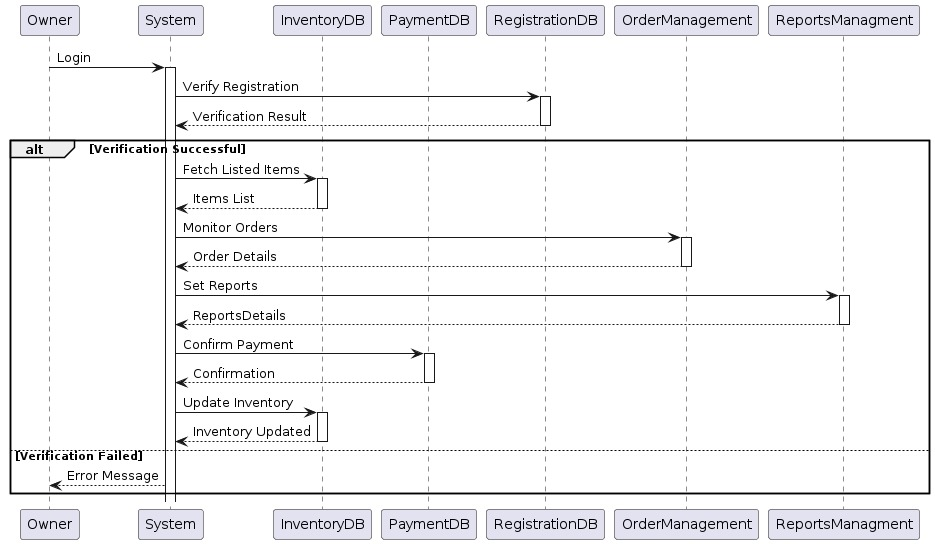 Owner System InventoryDB PaymentDB RegistrationDB OrderManagement ReportsManagment
Login
Verify Registration
Verification Result
alt [Verification Successful]
Fetch Listed Items
Items List
Monitor Orders
Order Details
Set Reports
ReportsDetails
Confirm Payment
Confirmation
Update Inventory
Inventory Updated
[Verification Failed]
Error Message
Owner System InventoryDB PaymentDB RegistrationDB OrderManagement ReportsManagment